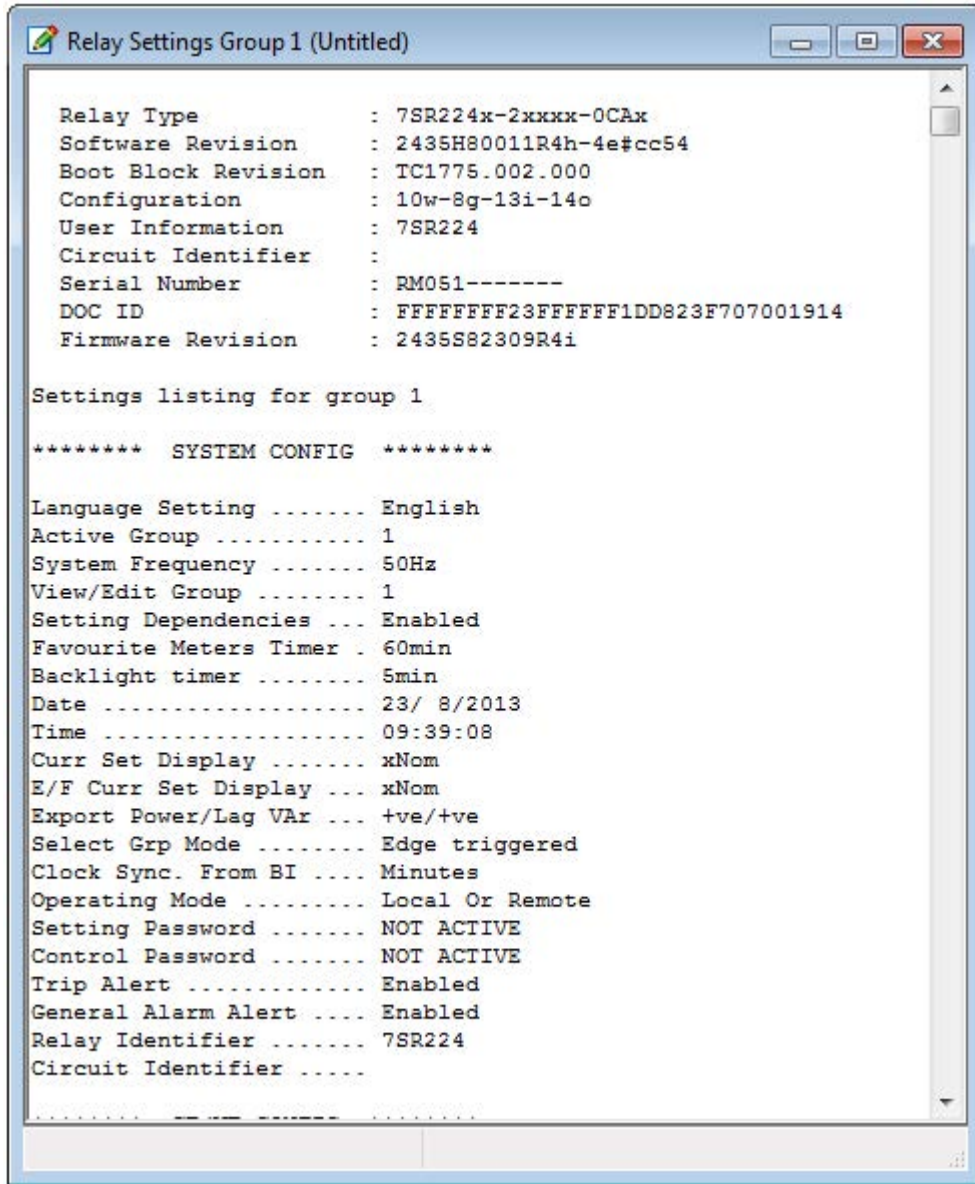 Relay Settings Group 1 (Untitled)
Relay Type : 7SR224x-2xxxx-0CAx
Software Revision : 2435H80011R4h-4e#cc54
Boot Block Revision : TC1775.002.000
Configuration : 10w-8g-13i-14o
User Information : 7SR224
Circuit Identifier :
Serial Number : RM051-------
DOC ID : FFFFFFFF23FFFFFF1DD823F707001914
Firmware Revision : 2435S82309R4i
Settings listing for group 1
******** SYSTEM CONFIG ********
Language Setting ....... English
Active Group ........... 1
System Frequency ....... 50Hz
View/Edit Group ........ 1
Setting Dependencies ... Enabled
Favourite Meters Timer . 60min
Backlight timer ........ 5min
Date ................... 23/ 8/2013
Time ................... 09:39:08
Curr Set Display ....... xNom
E/F Curr Set Display ... xNom
Export Power/Lag VAr ... +ve/+ve
Select Grp Mode ........ Edge triggered
Clock Sync. From BI .... Minutes
Operating Mode ......... Local Or Remote
Setting Password ....... NOT ACTIVE
Control Password ....... NOT ACTIVE
Trip Alert ............. Enabled
General Alarm Alert .... Enabled
Relay Identifier ....... 7SR224
Circuit Identifier .....